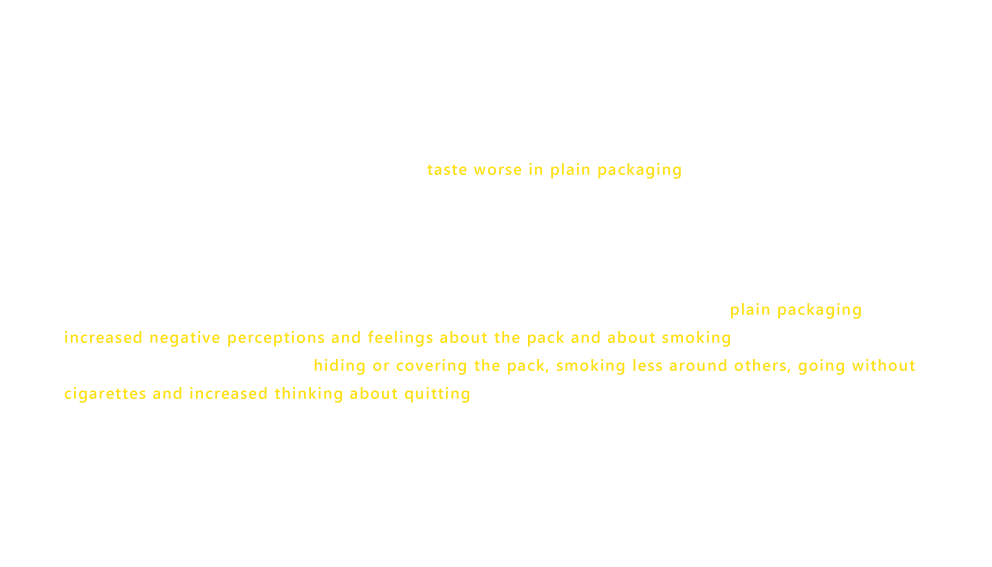 taste worse in plain packaging
plain packaging
increased negative perceptions and feelings about the pack and about smoking
hiding or covering the pack, smoking less around others, going without
cigarettes and increased thinking about quitting